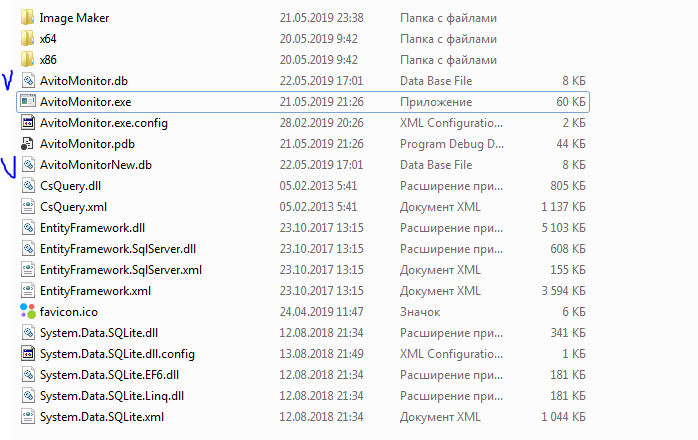 Image Maker 21.05.2019 23:38 Папка с файлами
x64 20.05.2019 9:42 Папка с файлами
x86 20.05.2019 9:42 Папка с файлами
AvitoMonitor.db 22.05.2019 17:01 Data Base File 8 КБ
AvitoMonitor.exe 21.05.2019 21:26 Приложение 60 КБ
AvitoMonitor.exe.config 28.02.2019 20:26 XML Configuratio... 2 КБ
AvitoMonitor.pdb 21.05.2019 21:26 Program Debug D... 44 КБ
AvitoMonitorNew.db 22.05.2019 17:01 Data Base File 8 КБ
CsQuery.dll 05.02.2013 5:41 Расширение при... 805 КБ
CsQuery.xml 05.02.2013 5:41 Документ XML 1 137 КБ
EntityFramework.dll 23.10.2017 13:15 Расширение при... 5 103 КБ
EntityFramework.SqlServer.dll 23.10.2017 13:15 Расширение при... 608 КБ
EntityFramework.SqlServer.xml 23.10.2017 13:15 Документ XML 155 КБ
EntityFramework.xml 23.10.2017 13:15 Документ XML 3 594 КБ
favicon.ico 24.04.2019 11:47 Значок 6 КБ
System.Data.SQLite.dll 12.08.2018 21:34 Расширение при... 341 КБ
System.Data.SQLite.dll.config 13.08.2018 21:49 XML Configuratio... 1 КБ
System.Data.SQLite.EF6.dll 12.08.2018 21:34 Расширение при... 181 КБ
System.Data.SQLite.Linq.dll 12.08.2018 21:34 Расширение при... 181 КБ
System.Data.SQLite.xml 12.08.2018 21:34 Документ XML 1 044 КБ